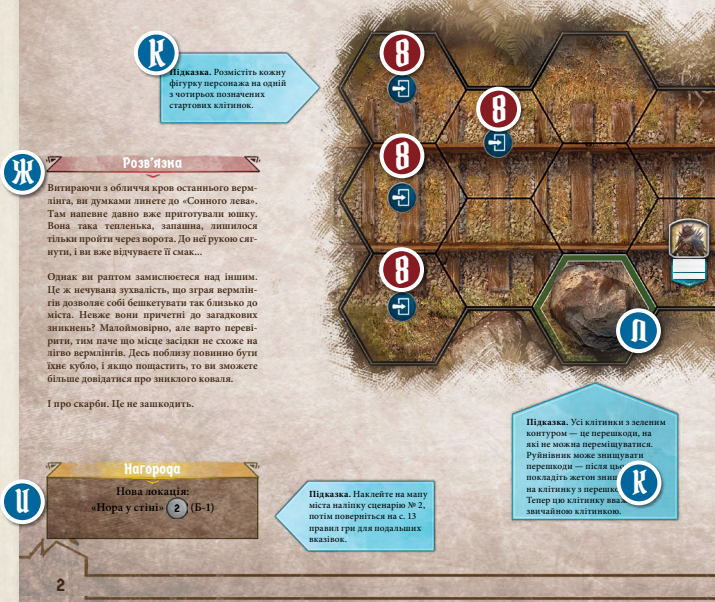 К
Підказка. Розмістіть кожну
фігурку персонажа на одній
з чотирьох позначених
стартових клітинок.
8
8
8
8
Ж
Розв’язка
Витираючи з обличчя кров останнього верм-
лінга, ви думками линете до «Сонного лева».
Там напевне давно вже приготували юшку.
Вона така тепленька, запашна, лишилося
тільки пройти через ворота. До неї рукою сяг-
нути, і ви вже відчуваєте її смак...
Однак ви раптом замислюєтеся над іншим.
Це ж нечувана зухвалість, що зграя вермлін-
гів дозволяє собі бешкетувати так близько до
міста. Невже вони причетні до загадкових
зникнень? Малоймовірно, але варто переві-
рити, тим паче що місце засідки не схоже на
лігво вермлінгів. Десь поблизу повинно бути
їхнє кубло, і якщо пощастить, то ви зможете
більше довідатися про зниклого коваля.
І про скарби. Це не зашкодить.
Л
Підказка. Усі клітинки з зеленим
контуром — це перешкоди, на
які не можна переміщуватися.
Руйнівник може знищувати
перешкоди — після
покладіть жетон
на клітинку з
Тепер цю клітинку
звичайною клітинкою.
К
И
Нагорода
Нова локація:
«Нора у стіні» 2 (Б-1)
Підказка. Наклейте на мапу
міста наліпку сценарію № 2,
потім поверніться на с. 13
правил гри для подальших
вказівок.
2